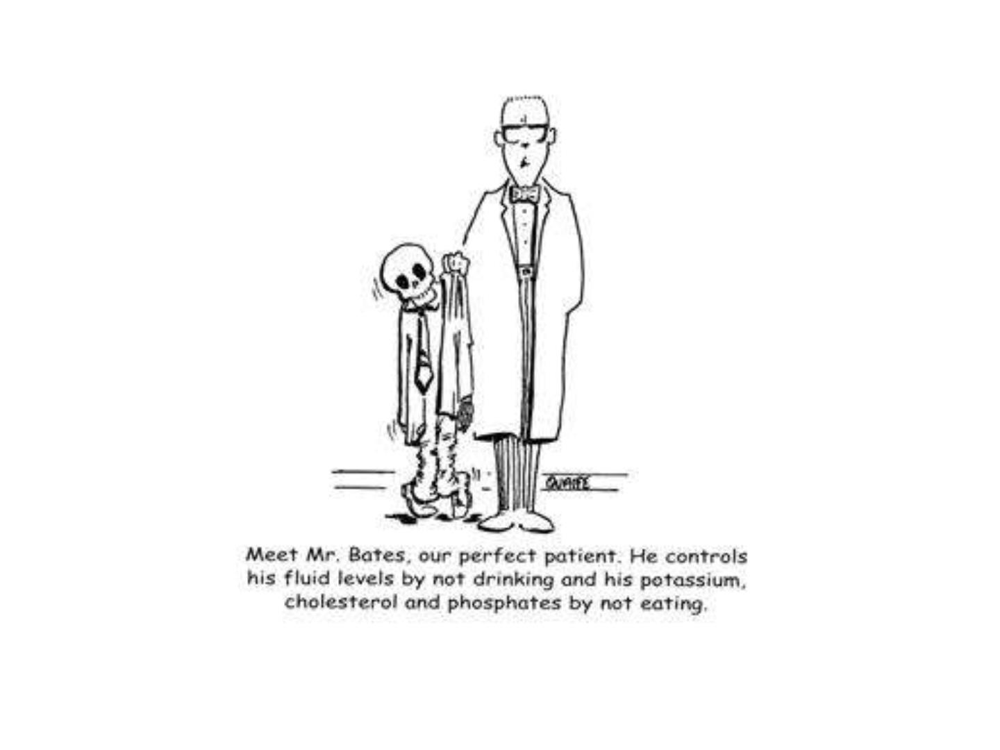 QUAIFE
Meet Mr. Bates, our perfect patient. He controls
his fluid levels by not drinking and his potassium,
cholesterol and phosphates by not eating.